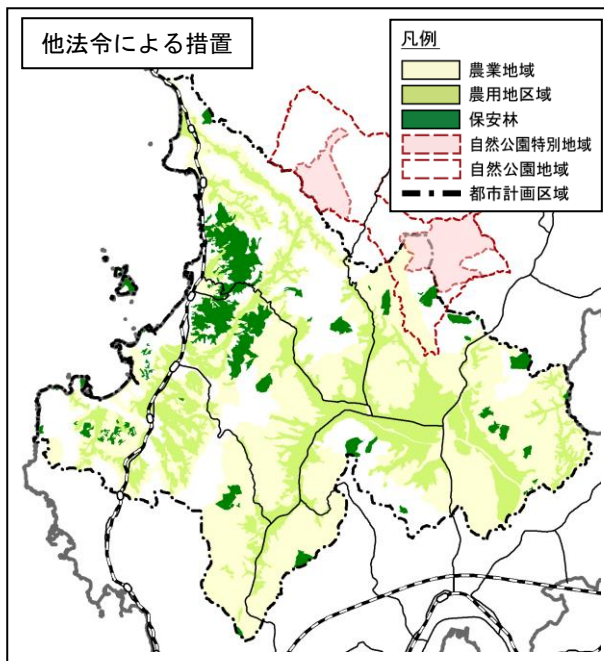 他法令による措置
凡例
農業地域
農用地区域
保安林
自然公園特別地域
自然公園地域
都市計画区域